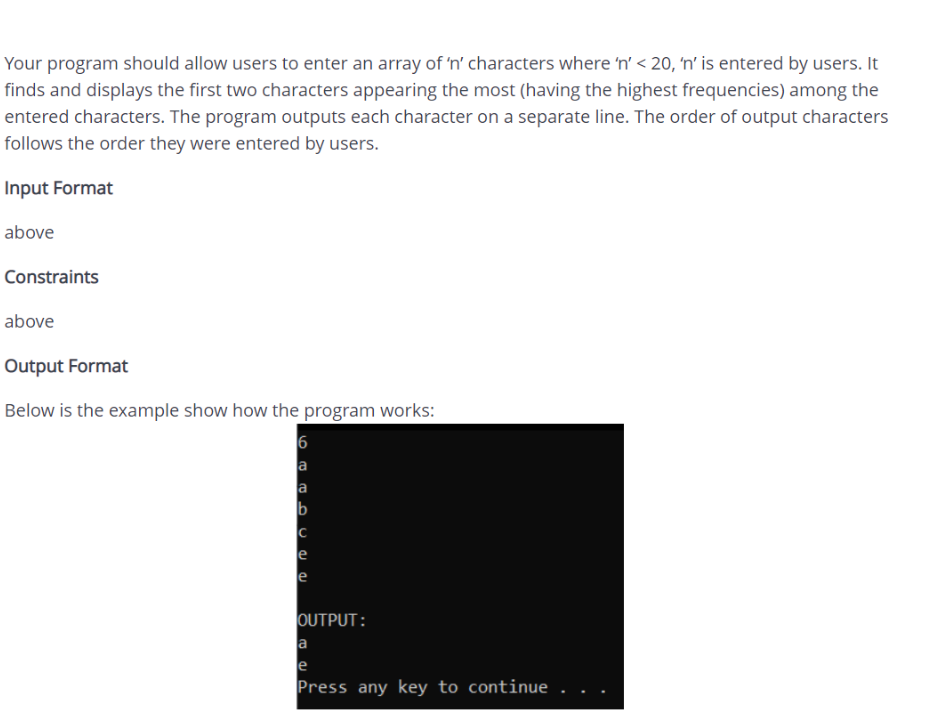 Your program should allow users to enter an array of ‘n’ characters where ‘n’ < 20, ‘n’ is entered by users. It
finds and displays the first two characters appearing the most (having the highest frequencies) among the
entered characters. The program outputs each character on a separate line. The order of output characters
follows the order they were entered by users.
Input Format
above
Constraints
above
Output Format
Below is the example show how the program works:
6
a
a
b
c
e
e
OUTPUT:
a
e
Press any key to continue . . .